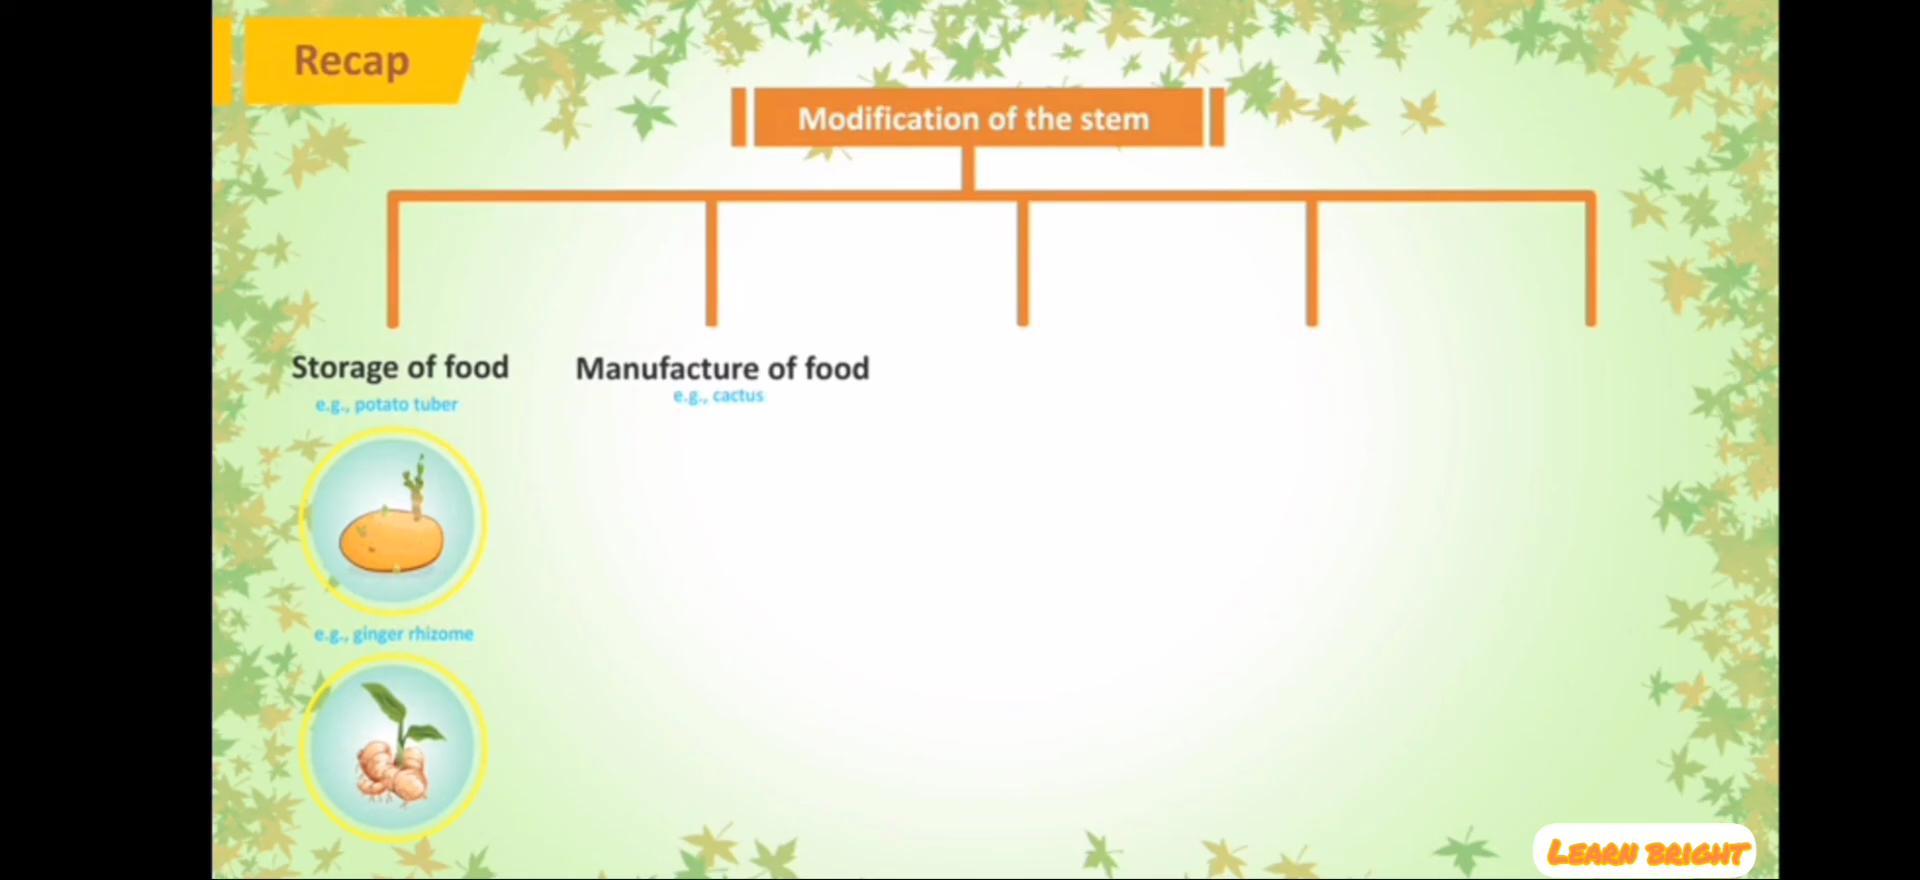 Recap
Modification of the stem
Storage of food
e.g., potato tuber
e.g., ginger rhizome
Manufacture of food
e.g., cactus
LEARN BRIGHT